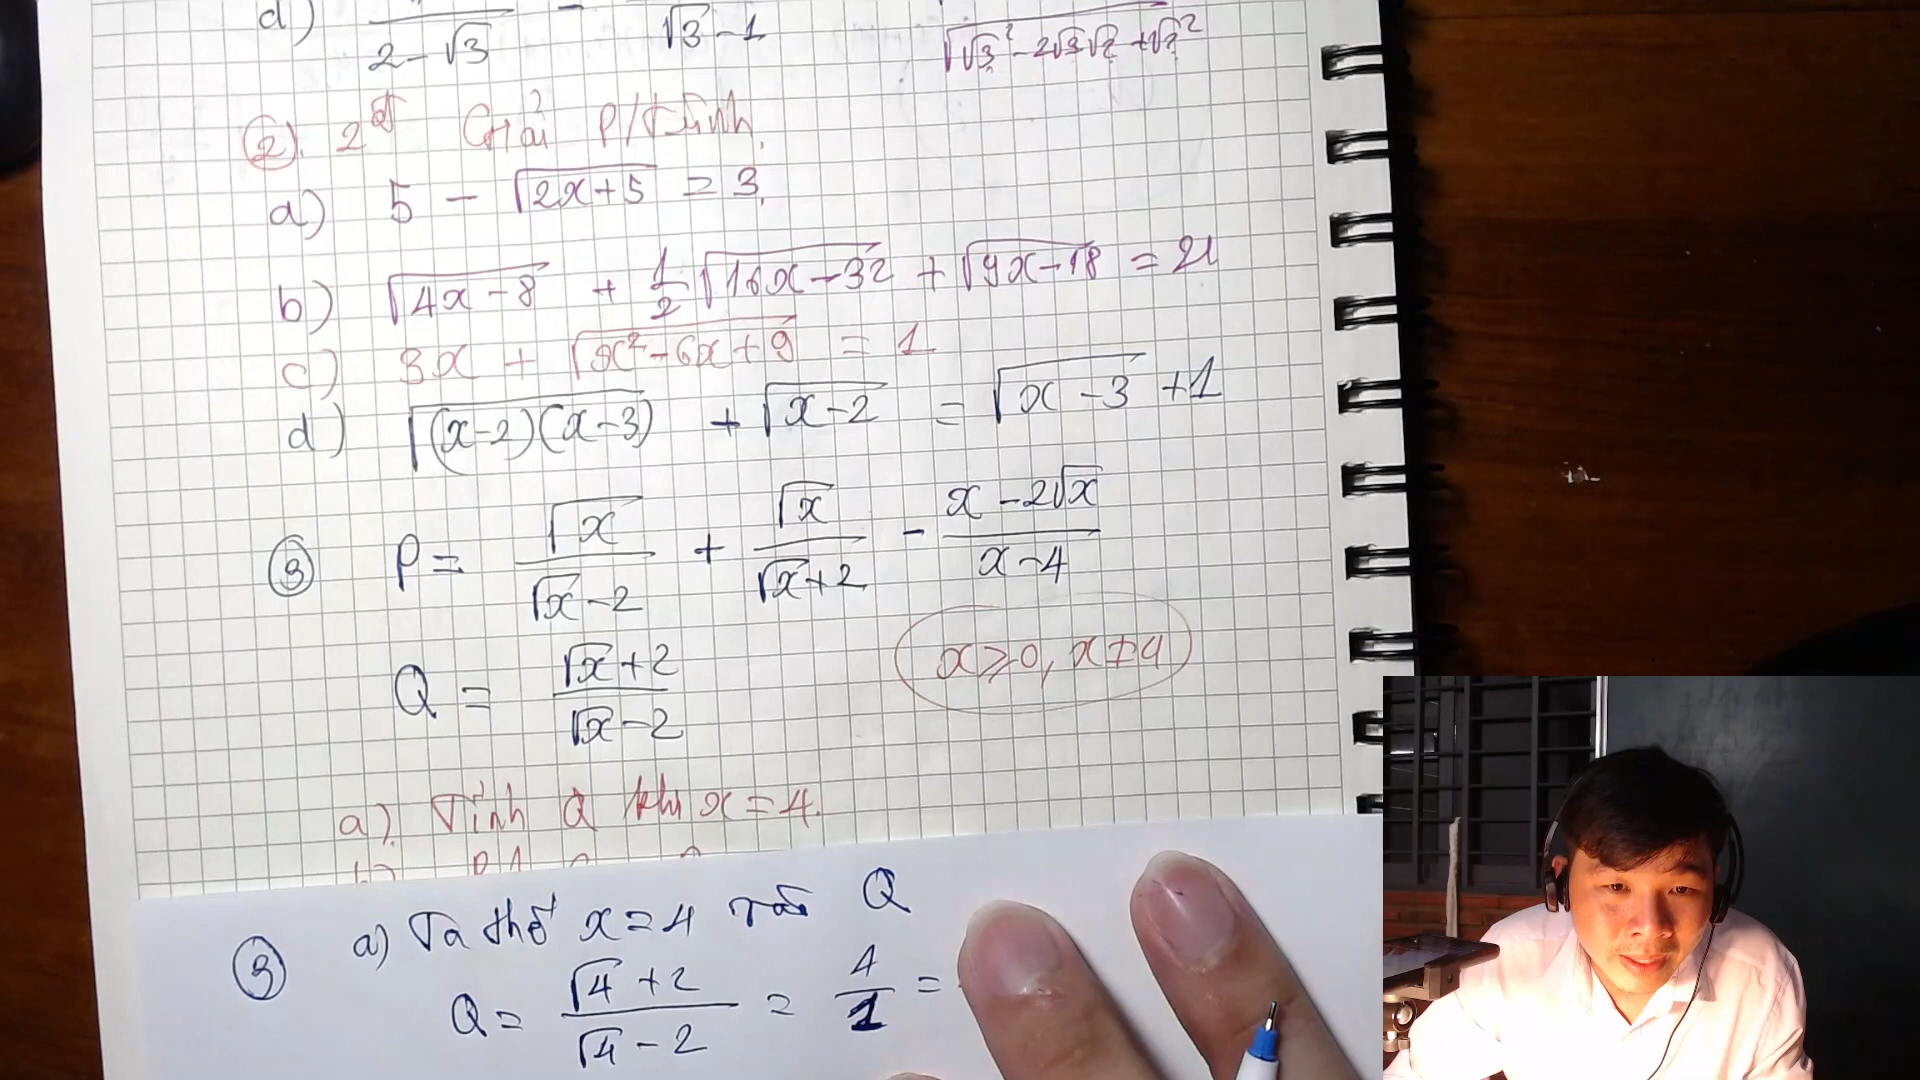 d) 2-√3 - √3-1 √(√3² - 2√3√2 + √2²)
②. 2đ Giải P/trình.
a) 5 - √(2x+5) = 3.
b) √(4x-8) + 1/2 √(16x-32) + √(9x-18) = 21
c) 3x + √(x²-6x+9) = 1
d) √((x-2)(x-3)) + √(x-2) = √(x-3) + 1
③ P = √x/(√x-2) + √x/(√x+2) - (x-2√x)/(x-4)
Q = (√x+2)/(√x-2) x≥0, x≠4
a). Tính Q khi x=4.
③ a) Ta thế x=4 vào Q
Q = (√4+2)/(√4-2) = 4/1 =